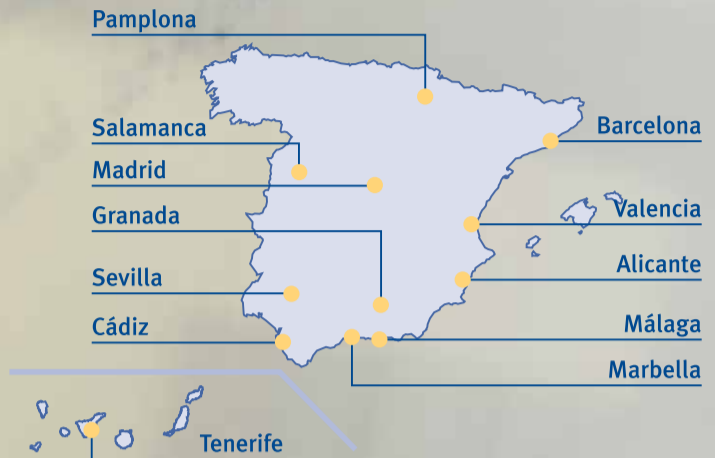 Pamplona
Salamanca
Madrid
Granada
Sevilla
Cádiz
Barcelona
Valencia
Alicante
Málaga
Marbella
Tenerife